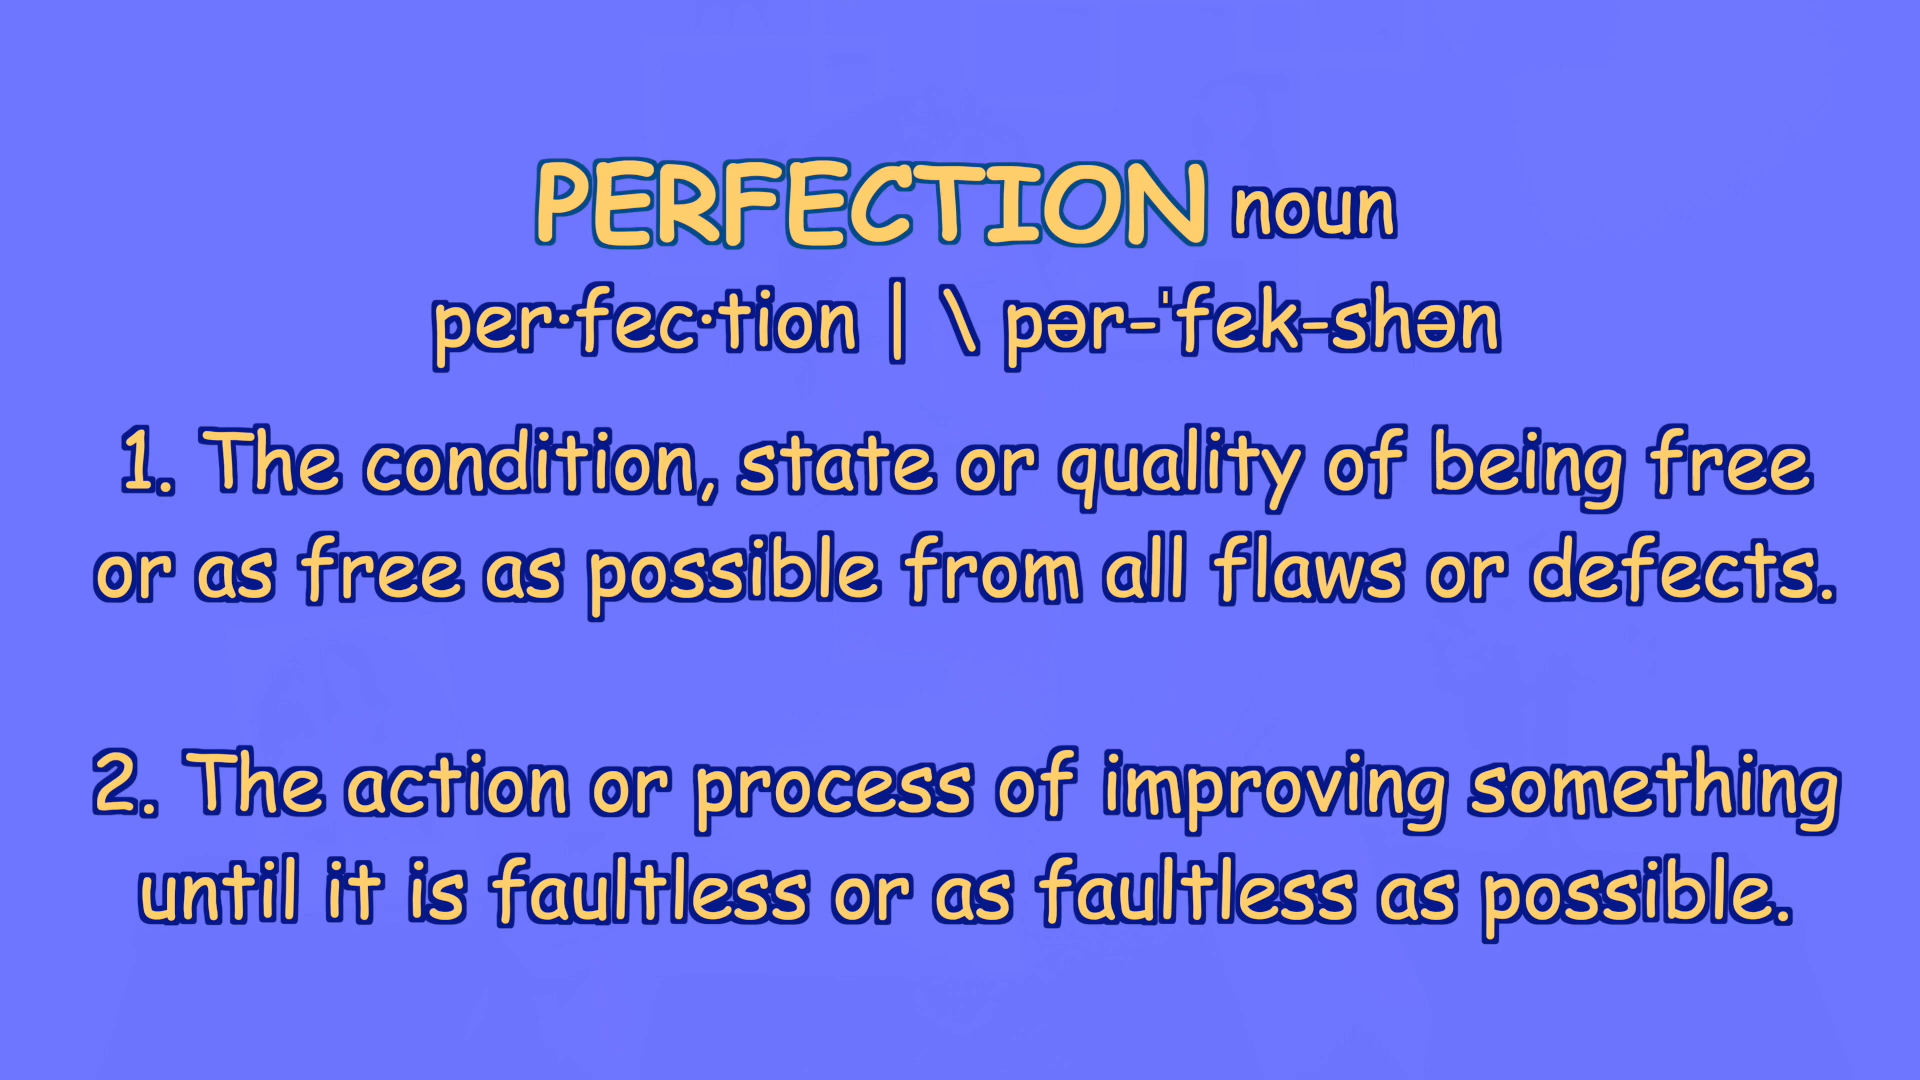 PERFECTION noun
per·fec·tion | \ pər-ˈfek-shən
1. The condition, state or quality of being free
or as free as possible from all flaws or defects.
2. The action or process of improving something
until it is faultless or as faultless as possible.